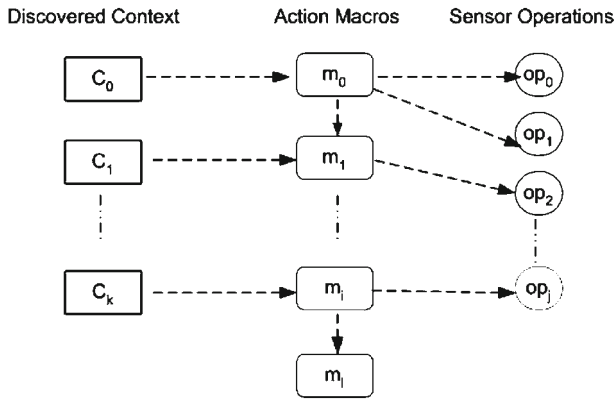 Discovered Context Action Macros Sensor Operations
C0 m0 op0
op1
C1 m1
op2
Ck mi opj
ml